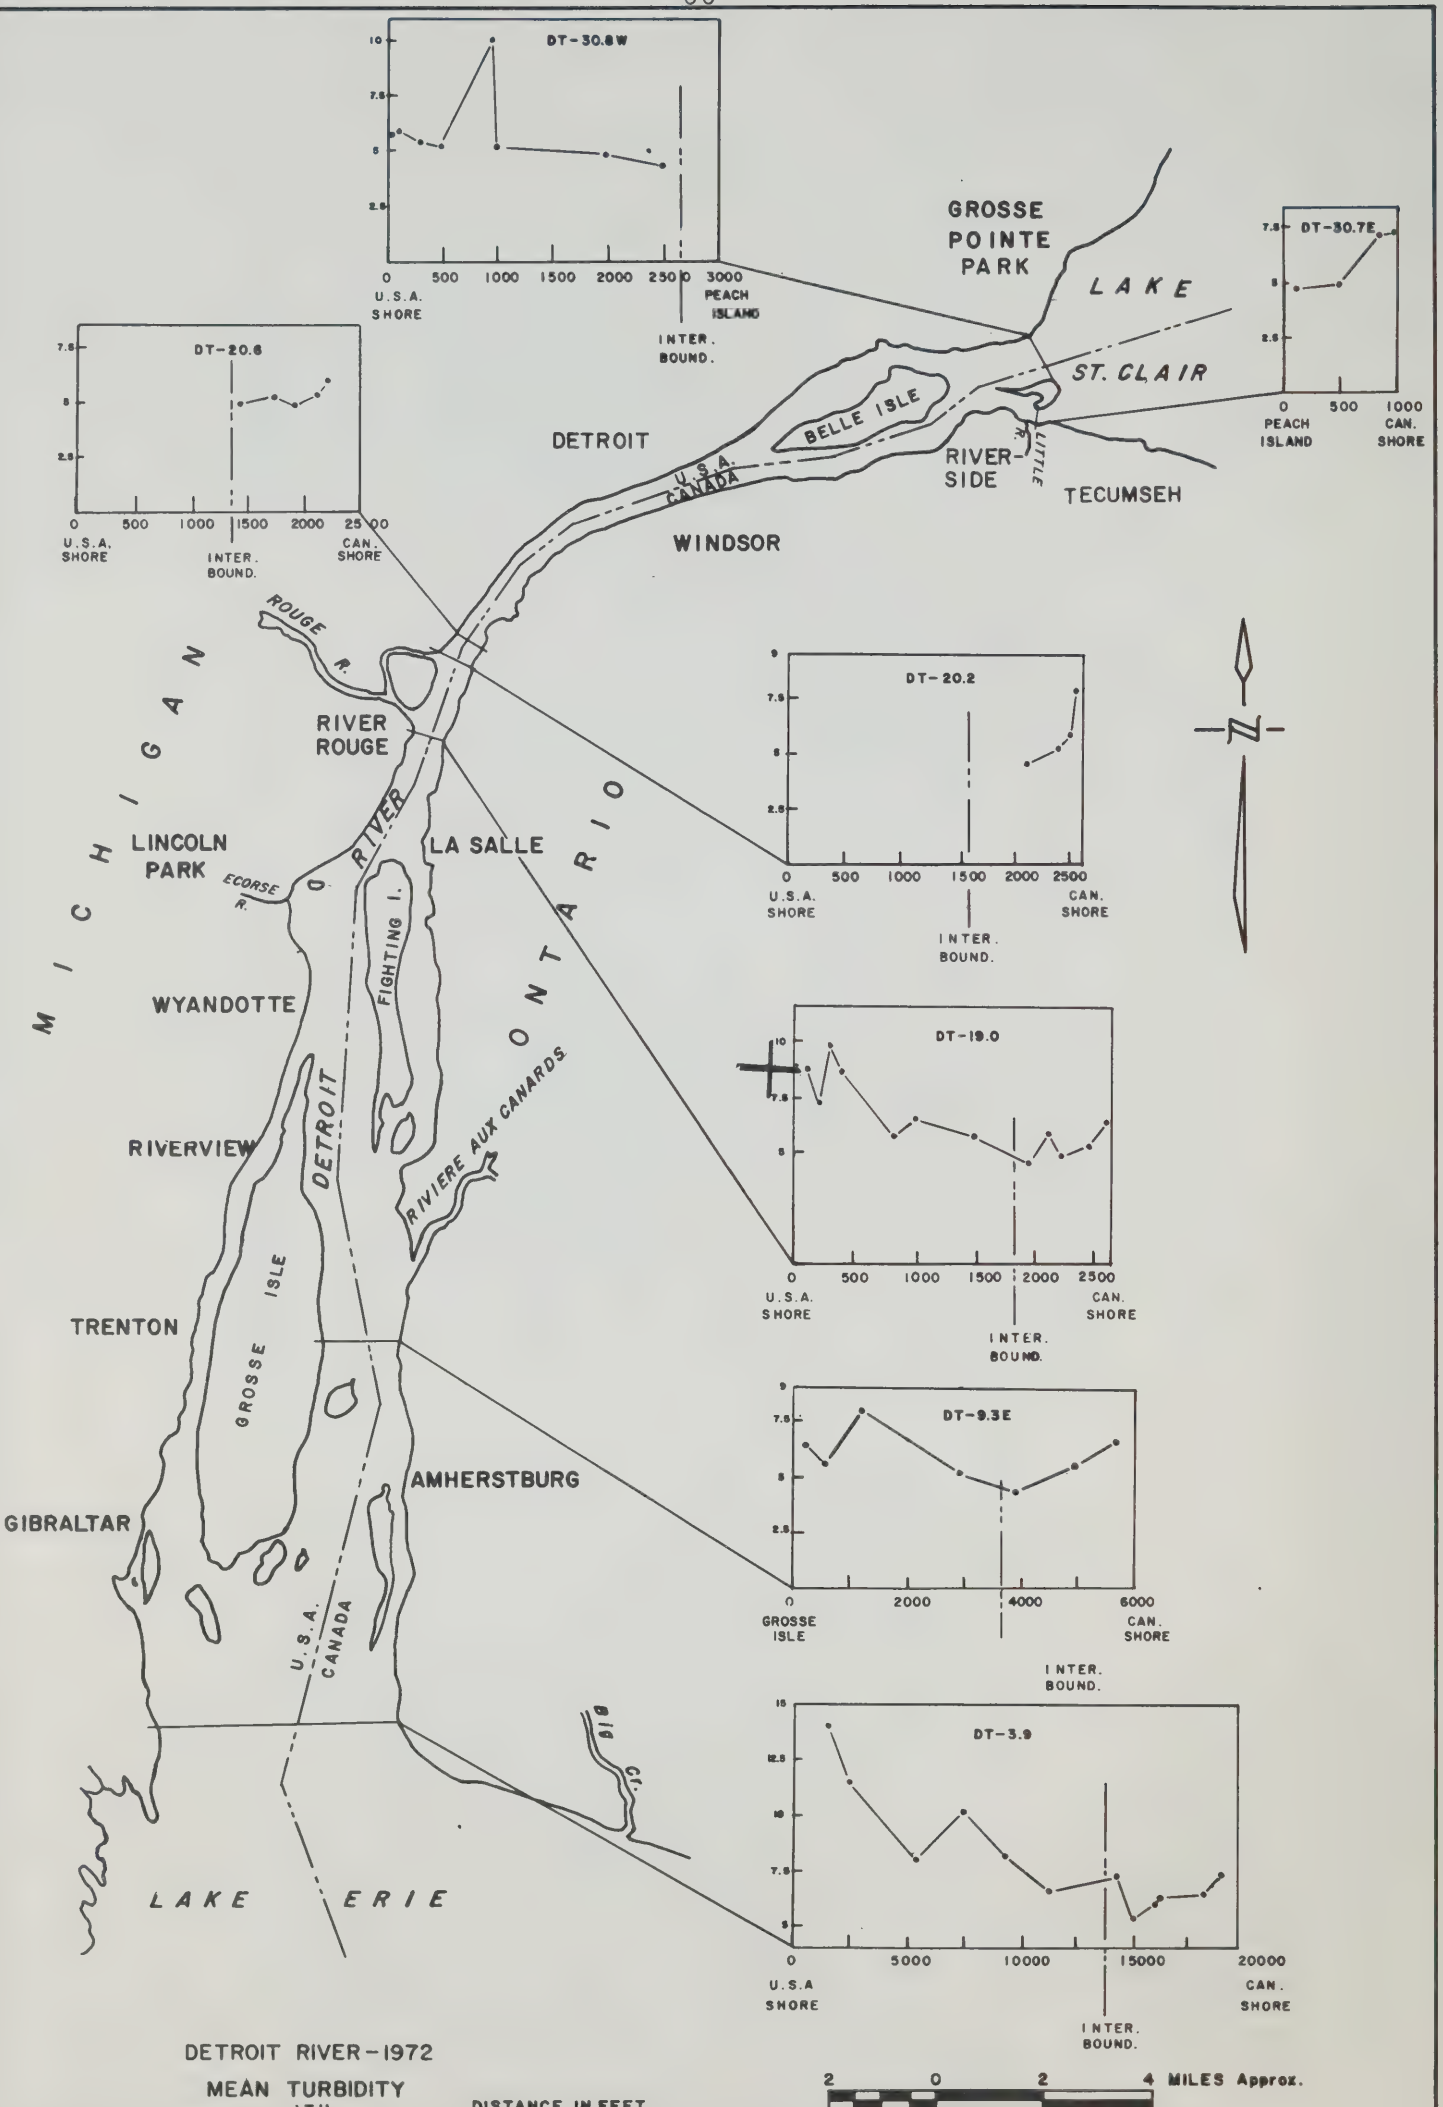 DT-30.8W
10
7.5
5
2.5
0 500 1000 1500 2000 2500 3000
U.S.A.
SHORE
PEACH
ISLAND
INTER.
BOUND.
DT-30.7E
7.5
5
2.5
0 500 1000
PEACH
ISLAND
CAN.
SHORE
DT-20.6
7.5
5
2.5
0 500 1000 1500 2000 2500
U.S.A.
SHORE
INTER.
BOUND.
CAN.
SHORE
GROSSE
POINTE
PARK
LAKE
ST. CLAIR
BELLE ISLE
DETROIT
U.S.A.
CANADA
RIVER-
SIDE
LITTLE
R.
TECUMSEH
WINDSOR
ROUGE
R.
MICHIGAN
RIVER
ROUGE
ONTARIO
LINCOLN
PARK
RIVER
LA SALLE
ECORSE
R.
FIGHTING I.
WYANDOTTE
DETROIT
RIVIERE AUX CANARDS
RIVERVIEW
GROSSE ISLE
TRENTON
AMHERSTBURG
GIBRALTAR
U.S.A.
CANADA
BIG
Cr.
LAKE ERIE
N
DT-20.2
9
7.5
5
2.5
0 500 1000 1500 2000 2500
U.S.A.
SHORE
CAN.
SHORE
INTER.
BOUND.
DT-19.0
10
7.5
5
0 500 1000 1500 2000 2500
U.S.A.
SHORE
CAN.
SHORE
INTER.
BOUND.
DT-9.3E
9
7.5
5
2.5
0 2000 4000 6000
GROSSE
ISLE
CAN.
SHORE
INTER.
BOUND.
DT-3.9
15
12.5
10
7.5
5
0 5000 10000 15000 20000
U.S.A
SHORE
CAN.
SHORE
INTER.
BOUND.
DETROIT RIVER-1972
MEAN TURBIDITY
DISTANCE IN FEET
2 0 2 4 MILES Approx.